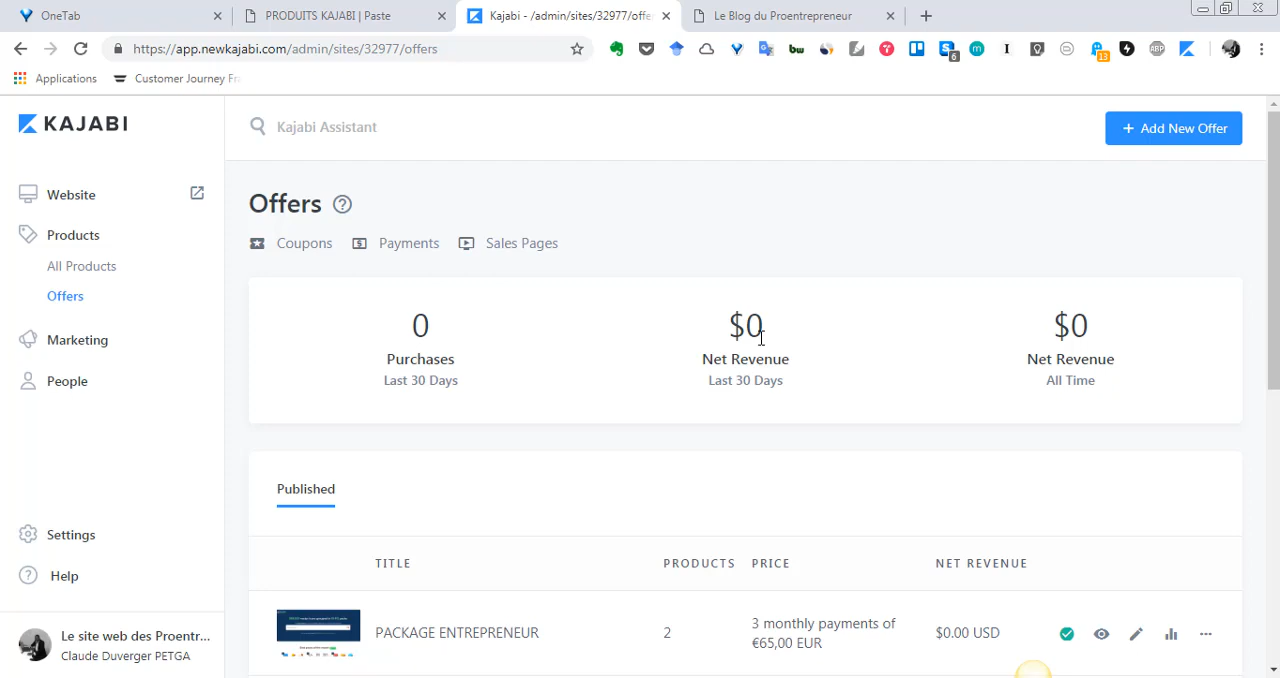 OneTab
PRODUITS KAJABI | Paste
Kajabi - /admin/sites/32977/offe
Le Blog du Proentrepreneur
https://app.newkajabi.com/admin/sites/32977/offers
Applications
Customer Journey Fr
KAJABI
Kajabi Assistant
+ Add New Offer
Website
Products
All Products
Offers
Marketing
People
Settings
Help
Le site web des Proentr...
Claude Duverger PETGA
Offers
Coupons
Payments
Sales Pages
0
Purchases
Last 30 Days
$0
Net Revenue
Last 30 Days
$0
Net Revenue
All Time
Published
TITLE PRODUCTS PRICE NET REVENUE
PACKAGE ENTREPRENEUR
2
3 monthly payments of
€65,00 EUR
$0.00 USD